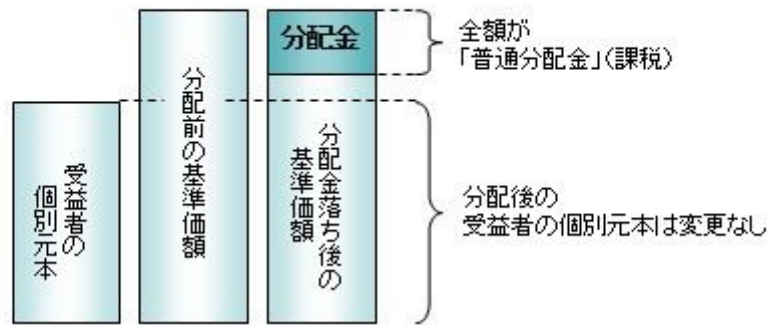 受益者の
個別元本
分配前の基準価額
分配金
分配金落ち後の
基準価額
全額が
「普通分配金」(課税)
分配後の
受益者の個別元本は変更なし